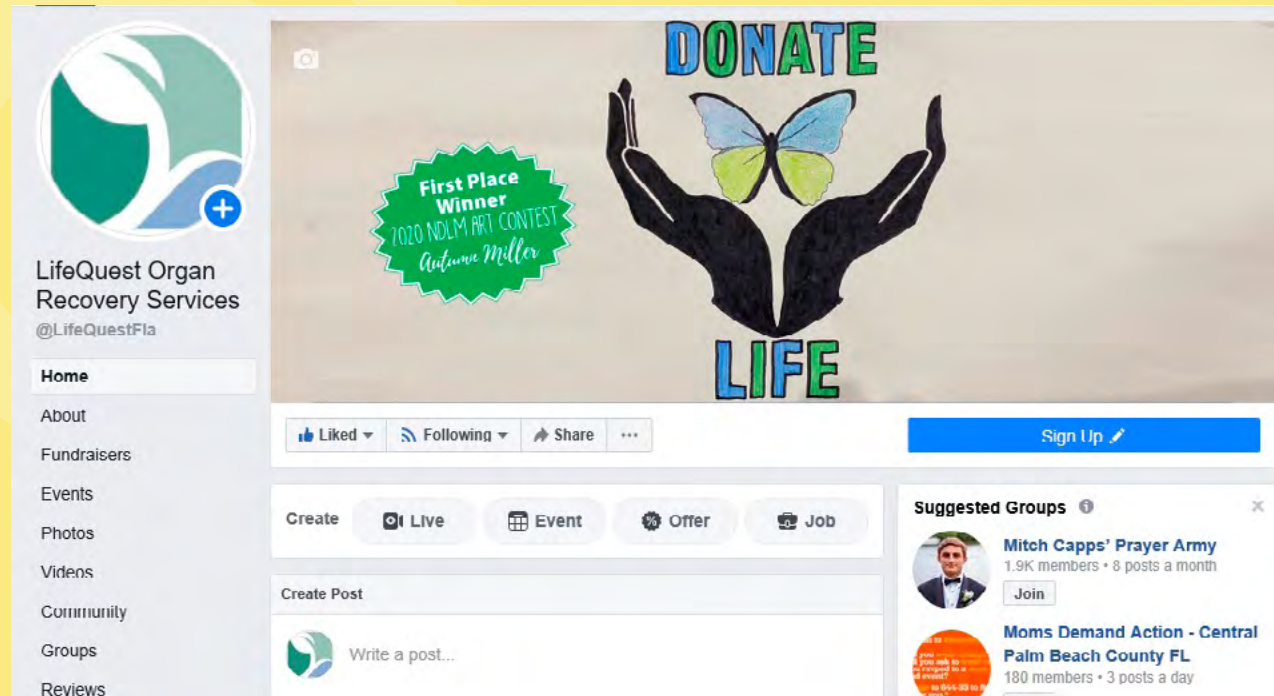 LifeQuest Organ
Recovery Services
@LifeQuestFla
Home
About
Fundraisers
Events
Photos
Videos
Community
Groups
Reviews
DONATE
LIFE
First Place
Winner
2020 NDLM ART CONTEST
Autumn Miller
Liked
Following
Share
...
Sign Up
Create
Live
Event
Offer
Job
Create Post
Write a post...
Suggested Groups
Mitch Capps' Prayer Army
1.9K members • 8 posts a month
Join
Moms Demand Action - Central
Palm Beach County FL
180 members • 3 posts a day